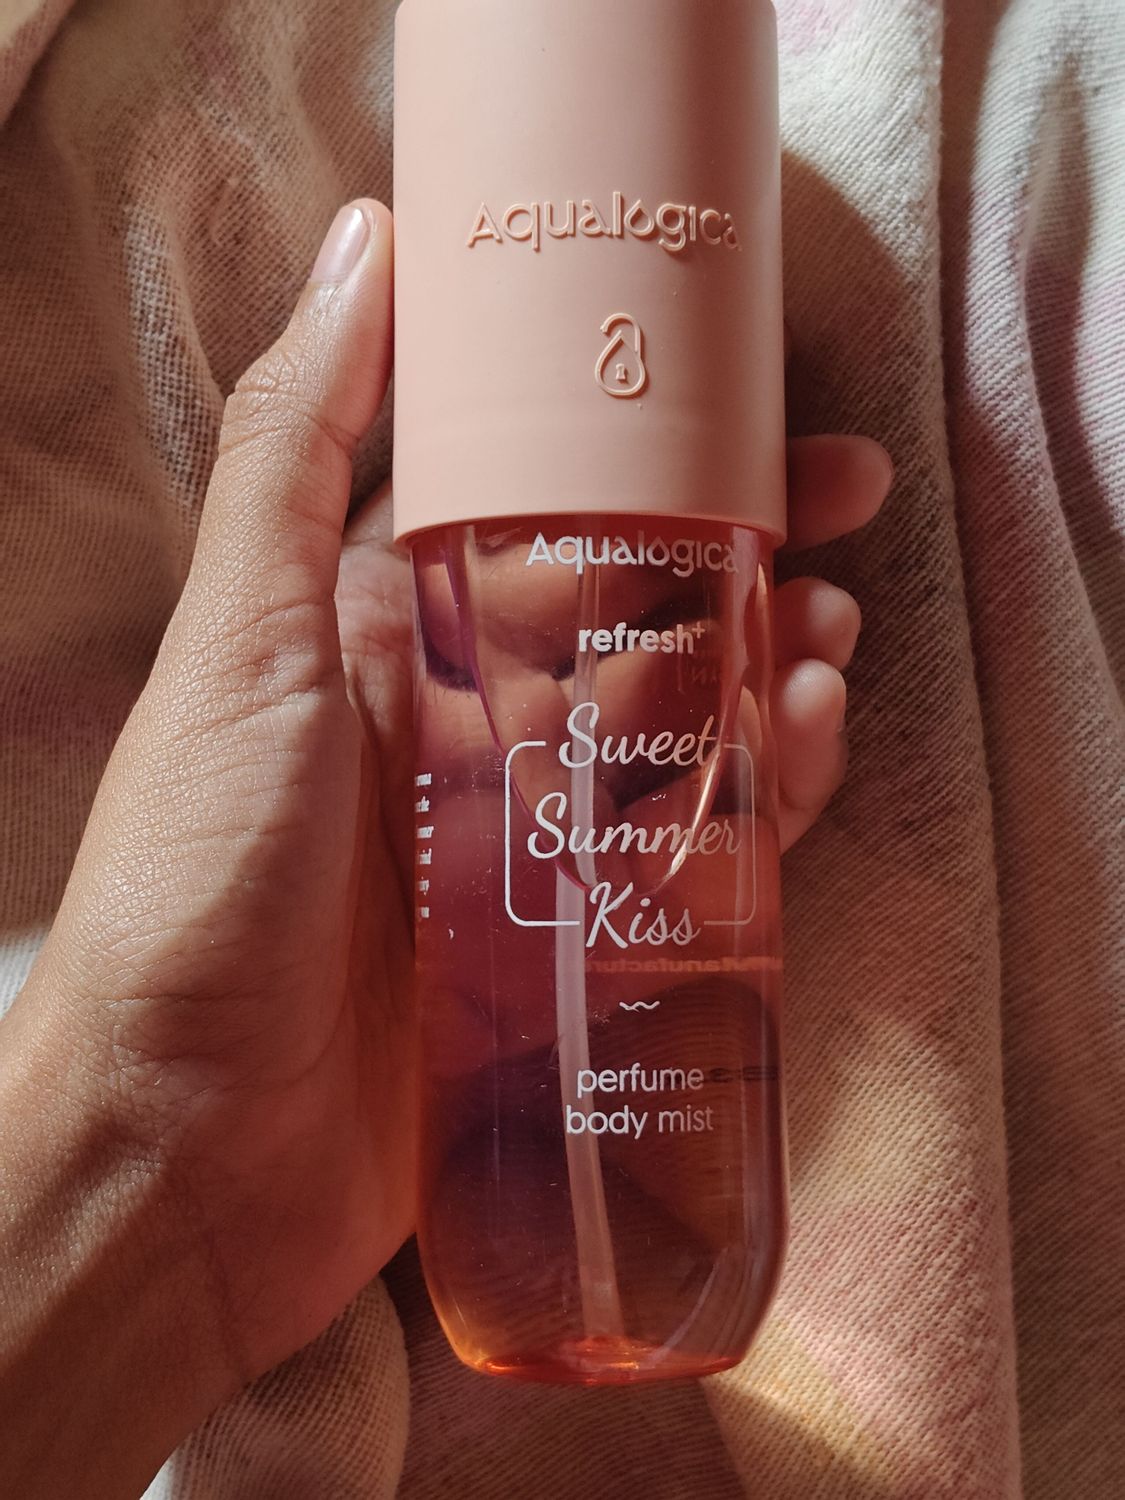 Aqualogica
Aqualogica
refresh+
Sweet
Summer
Kiss
perfume
body mist